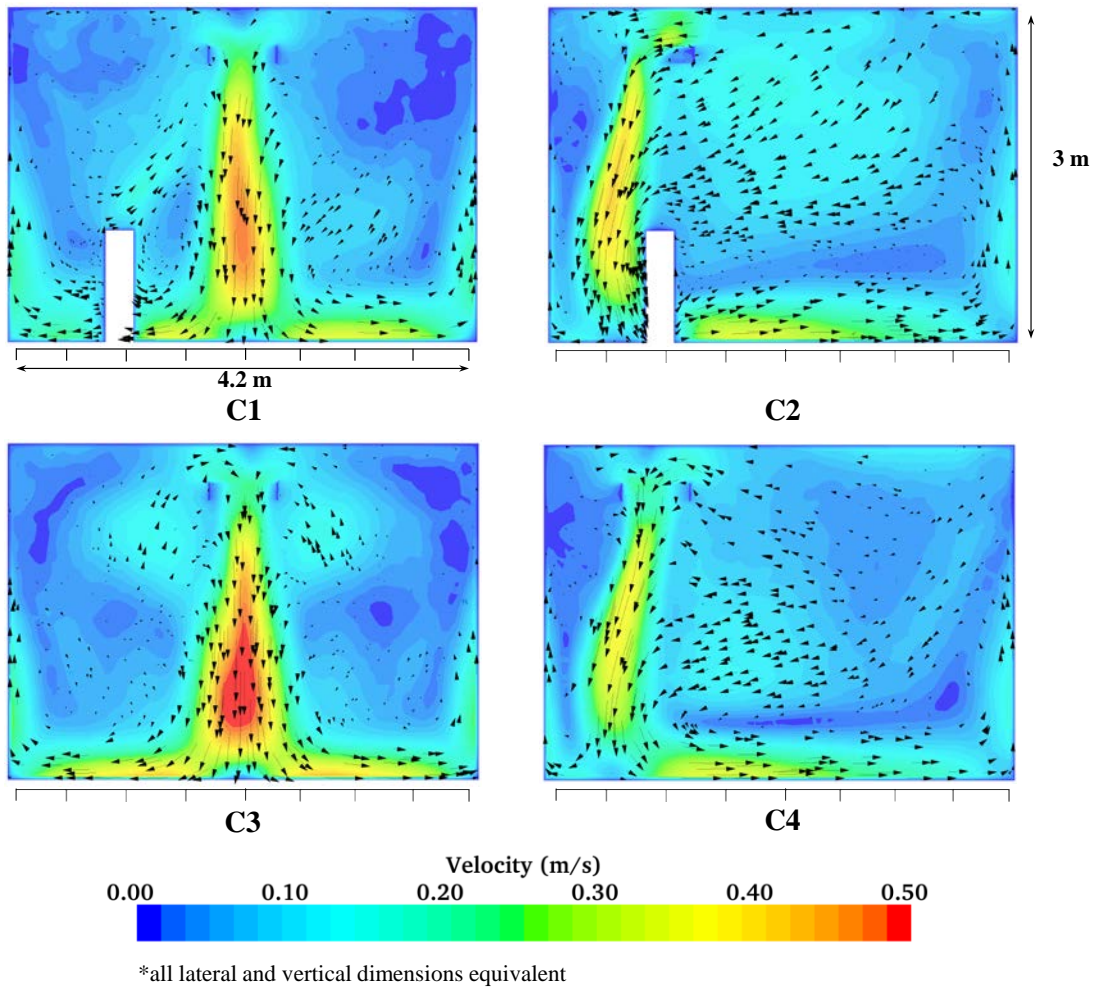 3 m
4.2 m
C1
C2
C3
C4
Velocity (m/s)
0.00 0.10 0.20 0.30 0.40 0.50
*all lateral and vertical dimensions equivalent